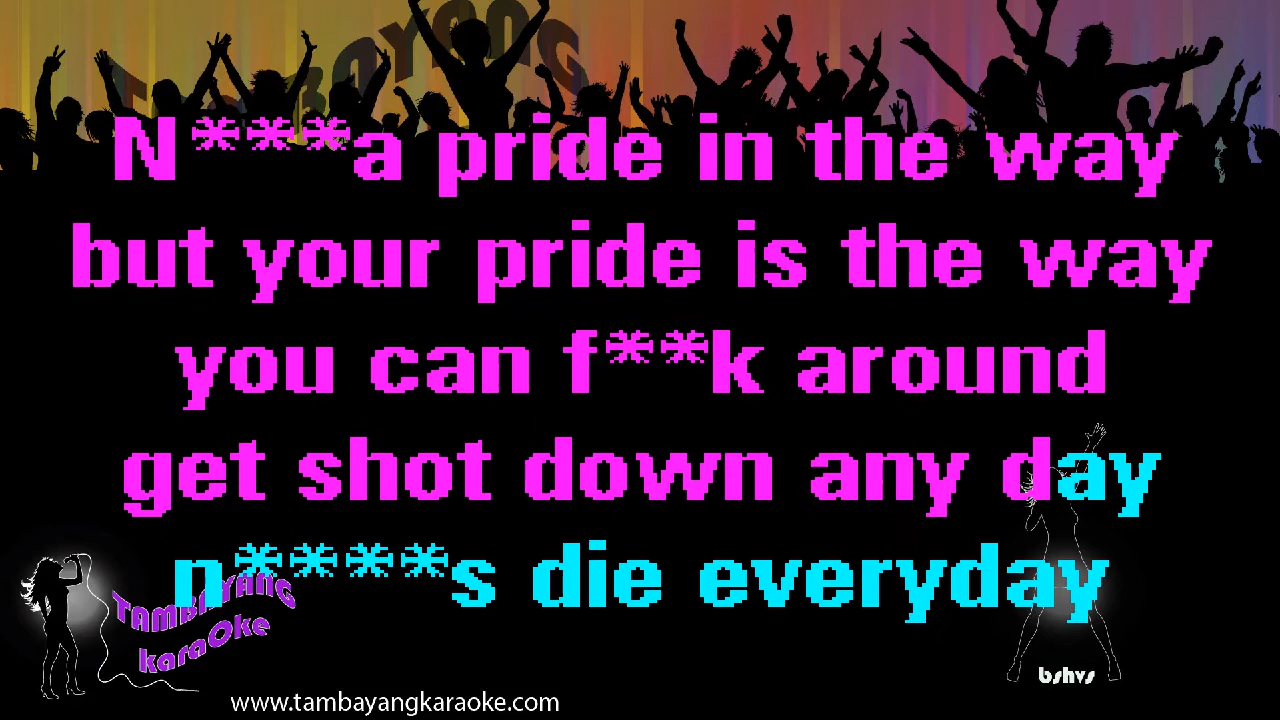 TAMBAYANG
N***a pride in the way
but your pride is the way
you can f**k around
get shot down any day
n****s die everyday
TAMBAYANG
karaOke
bshvs
www.tambayangkaraoke.com